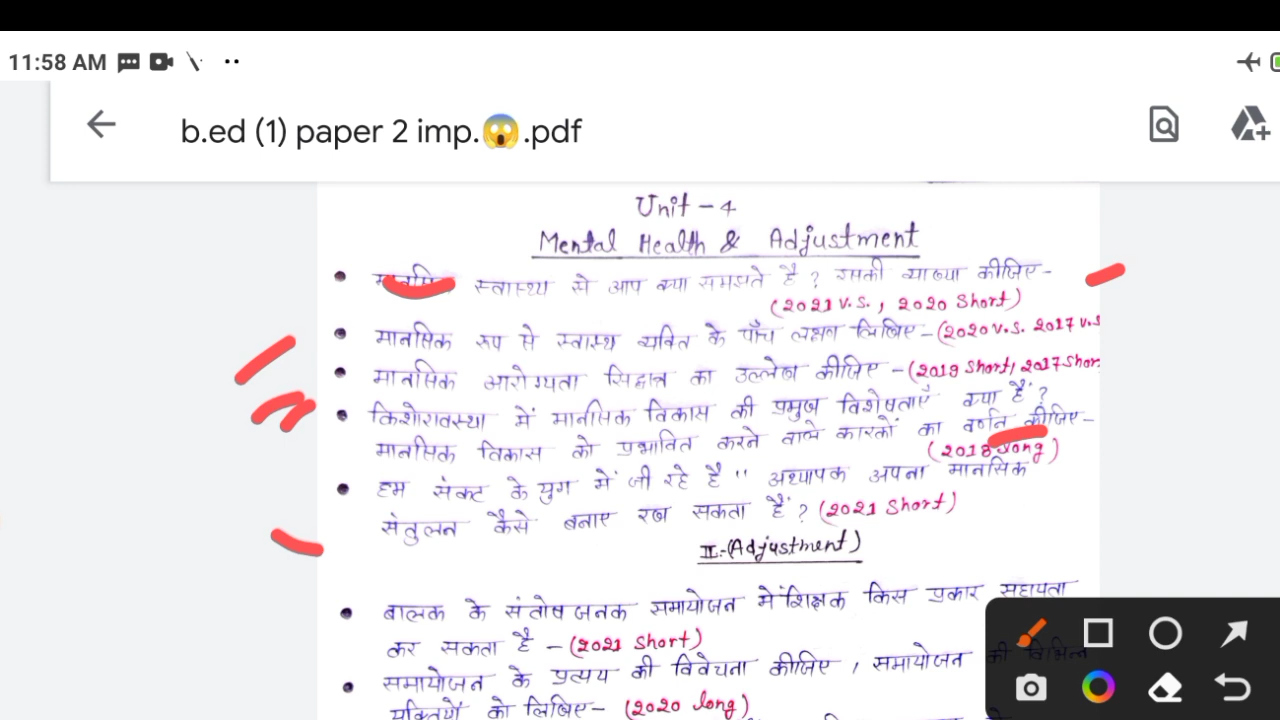 11:58 AM
b.ed (1) paper 2 imp.😱.pdf
Unit - 4
Mental Health & Adjustment
स्वास्थ्य से आप क्या समझते है ? इसकी व्याख्या कीजिए-
(2021 V.S., 2020 Short)
मानसिक रूप से स्वास्थ व्यक्ति के पाँच लक्षण लिखिए-(2020 V.S. 2017 V.S
मानसिक आरोग्यता सिद्धान्त का उल्लेख कीजिए -(2019 Short, 2017 Shor
किशोरावस्था में मानसिक विकास की प्रमुख विशेषताएँ क्या हैं ?
मानसिक विकास को प्रभावित करने वाले कारकों का वर्णन कीजिए-
(2018 long)
हम संकट के युग में जी रहे है " अध्यापक अपना मानसिक
संतुलन कैसे बनाए रख सकता हैं ? (2021 Short)
II-(Adjustment)
बालक के संतोषजनक समायोजन में शिक्षक किस प्रकार सहायता
कर सकता है - (2021 Short)
समायोजन के प्रत्यय की विवेचना कीजिए , समायोजन की विभिन्न
युक्तियों को लिखिए- (2020 long)